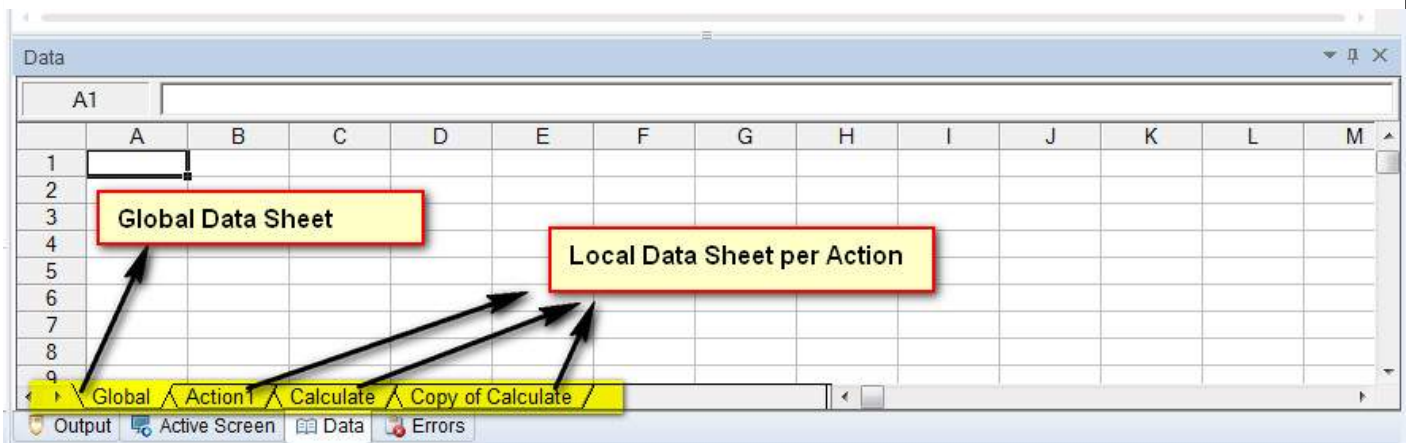 Data
A1
A B C D E F G H I J K L M
1
2
3
Global Data Sheet
4
Local Data Sheet per Action
5
6
7
8
9
Global Action1 Calculate Copy of Calculate
Output Active Screen Data Errors